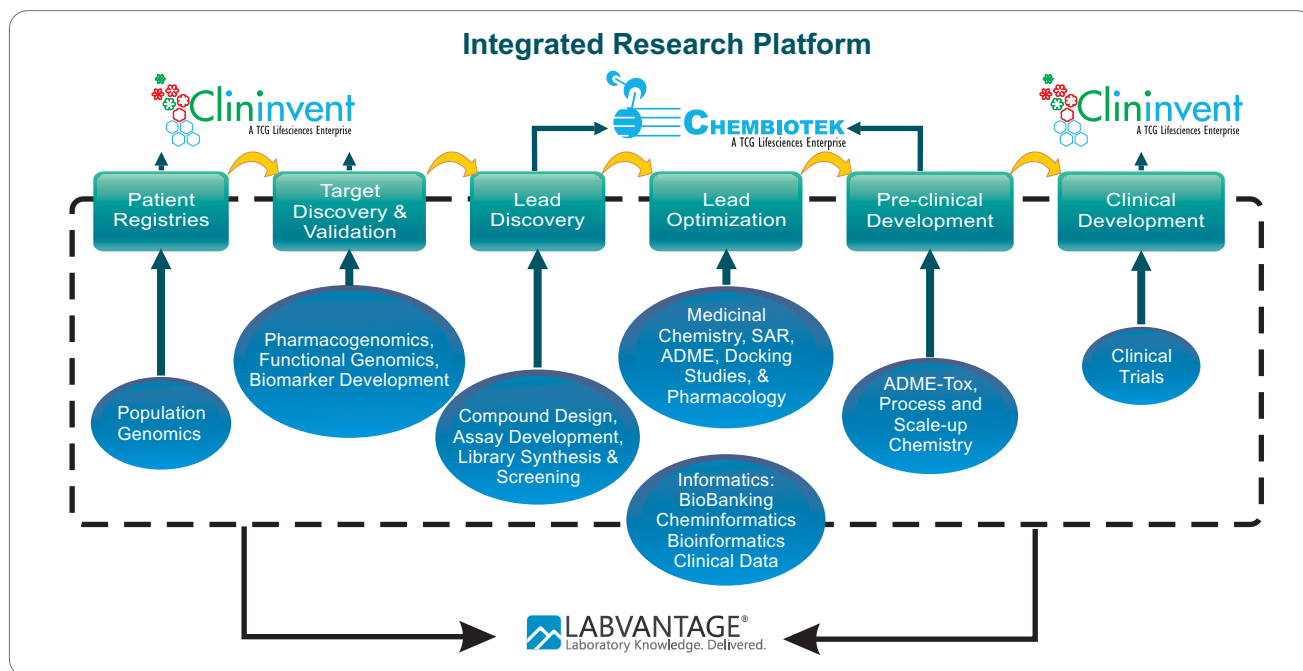 Integrated Research Platform
Clininvent
A TCG Lifesciences Enterprise
CHEMBIOTEK
A TCG Lifesciences Enterprise
Clininvent
A TCG Lifesciences Enterprise
Patient
Registries
Target
Discovery &
Validation
Lead
Discovery
Lead
Optimization
Pre-clinical
Development
Clinical
Development
Population
Genomics
Pharmacogenomics,
Functional Genomics,
Biomarker Development
Compound Design,
Assay Development,
Library Synthesis &
Screening
Medicinal
Chemistry, SAR,
ADME, Docking
Studies, &
Pharmacology
ADME-Tox,
Process and
Scale-up
Chemistry
Clinical
Trials
Informatics:
BioBanking
Cheminformatics
Bioinformatics
Clinical Data
LABVANTAGE®
Laboratory Knowledge. Delivered.